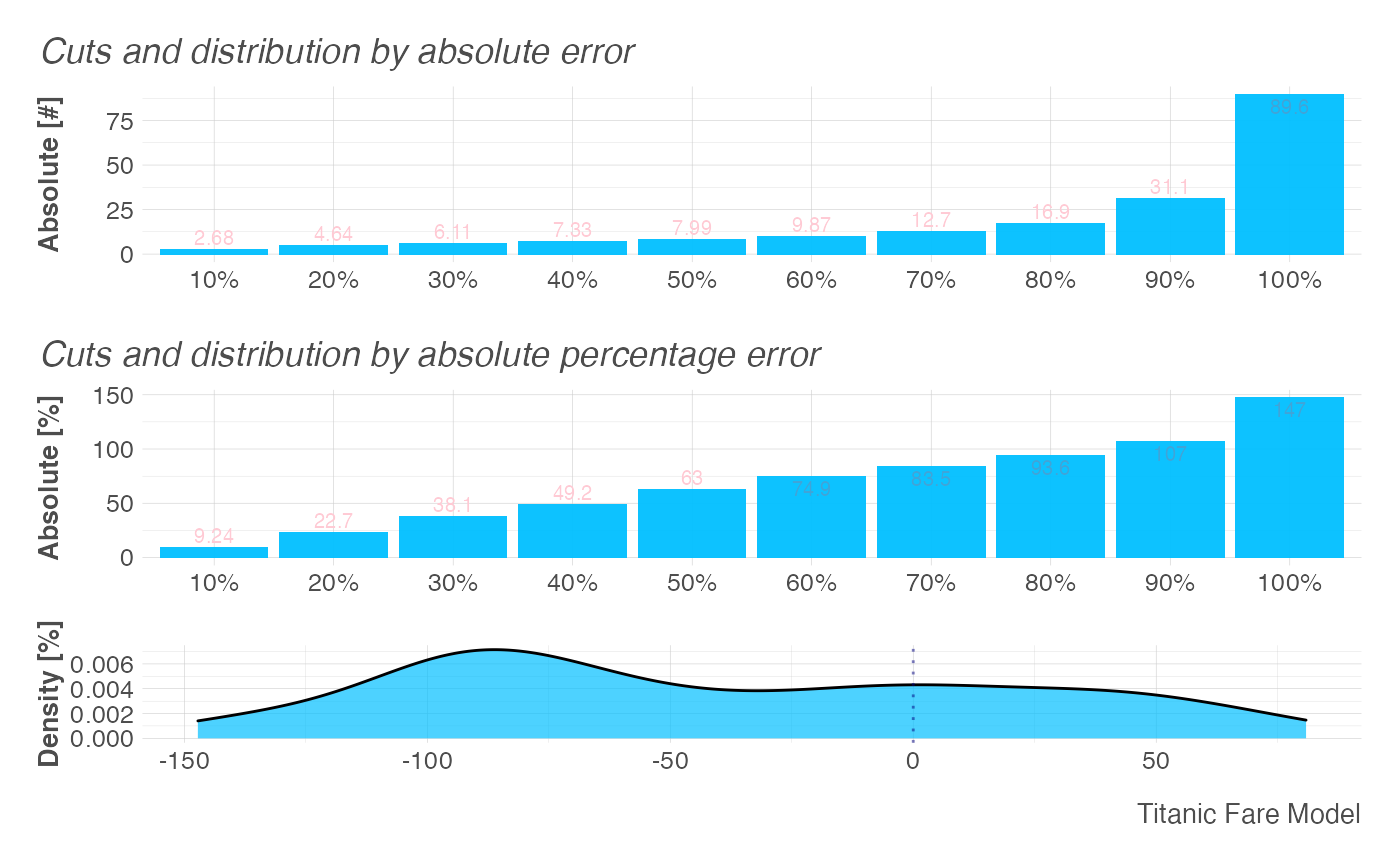 Cuts and distribution by absolute error
Absolute [#]
75
50
25
0
2.68 4.64 6.11 7.33 7.99 9.87 12.7 16.9 31.1 89.6
10% 20% 30% 40% 50% 60% 70% 80% 90% 100%
Cuts and distribution by absolute percentage error
Absolute [%]
150
100
50
0
9.24 22.7 38.1 49.2 63 74.9 83.5 93.6 107 147
10% 20% 30% 40% 50% 60% 70% 80% 90% 100%
Density [%]
0.006
0.004
0.002
0.000
-150 -100 -50 0 50
Titanic Fare Model